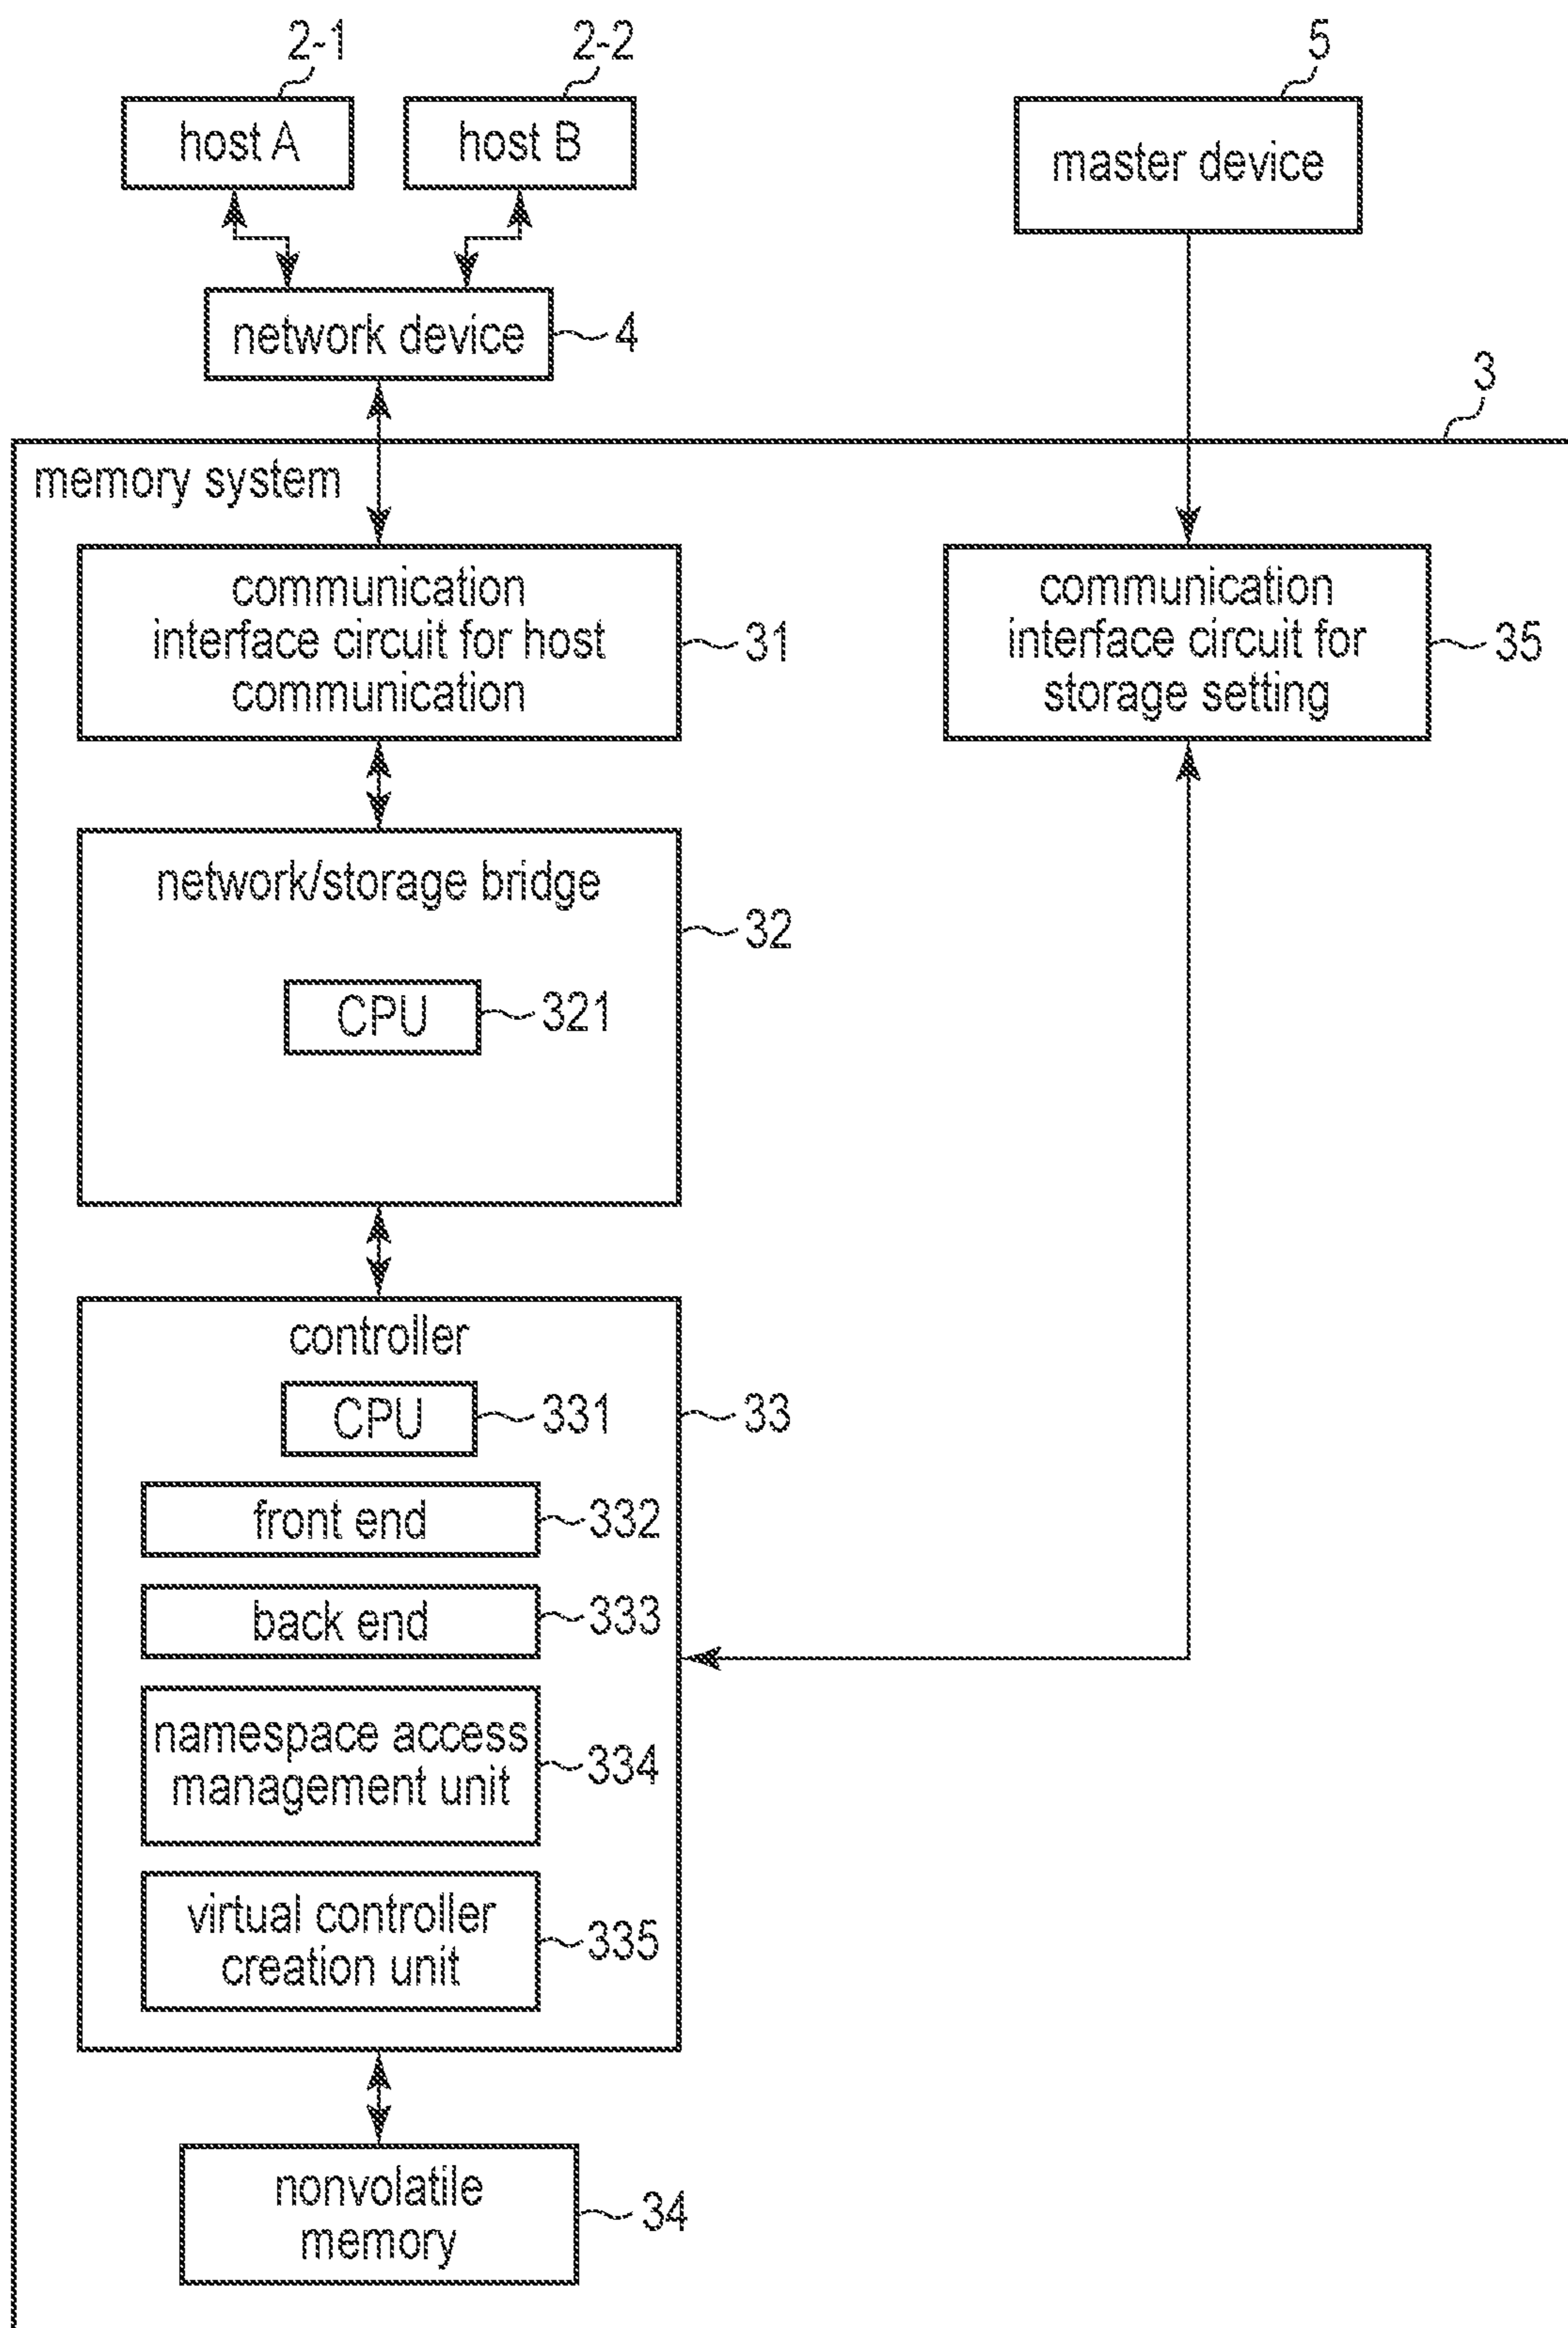 2-1
2-2
5
host A
host B
master device
network device
4
3
memory system
communication
interface circuit for host
communication
31
communication
interface circuit for
storage setting
35
network/storage bridge
32
CPU
321
controller
CPU
331
33
front end
332
back end
333
namespace access
management unit
334
virtual controller
creation unit
335
nonvolatile
memory
34